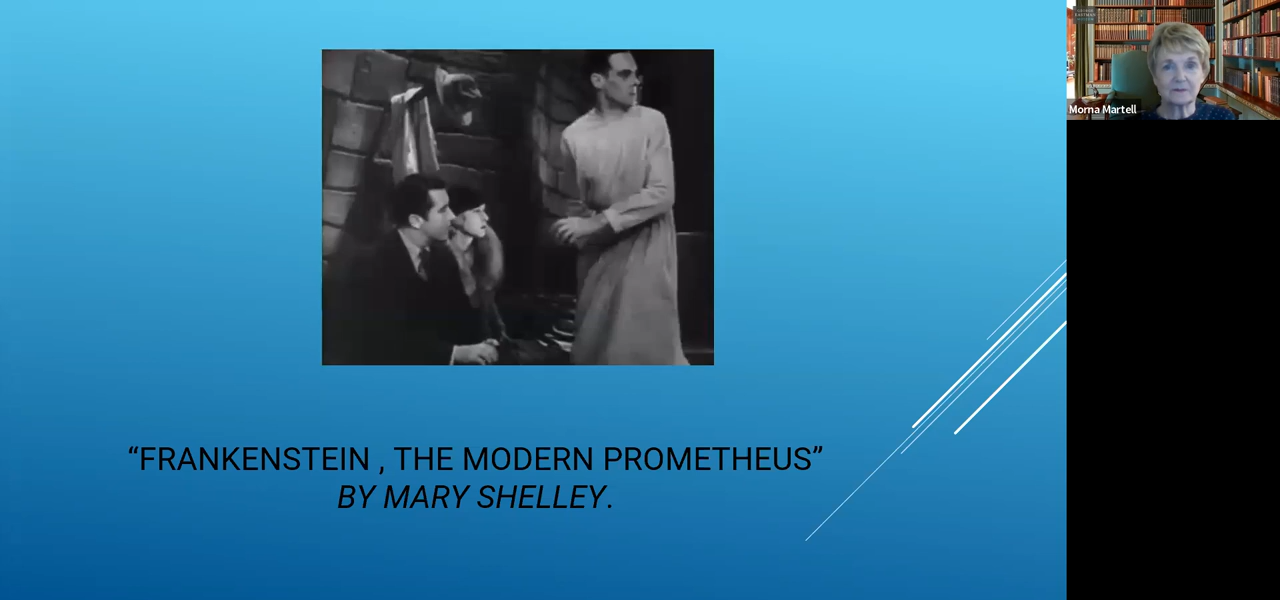 “FRANKENSTEIN , THE MODERN PROMETHEUS”
BY MARY SHELLEY.
Morna Martell